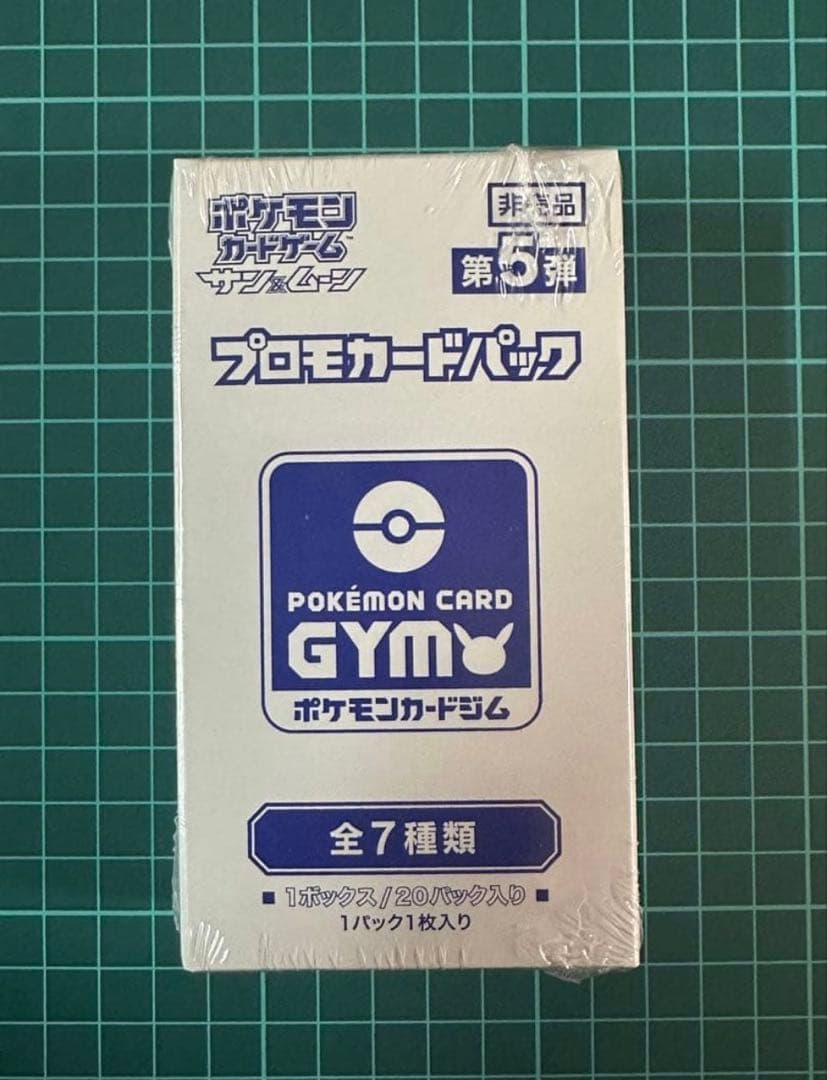 ポケモン
カードゲーム™
サン&ムーン
非売品
第5弾
プロモカードパック
POKÉMON CARD
GYM
ポケモンカードジム
全7種類
■ 1ボックス/20パック入り ■
1パック1枚入り